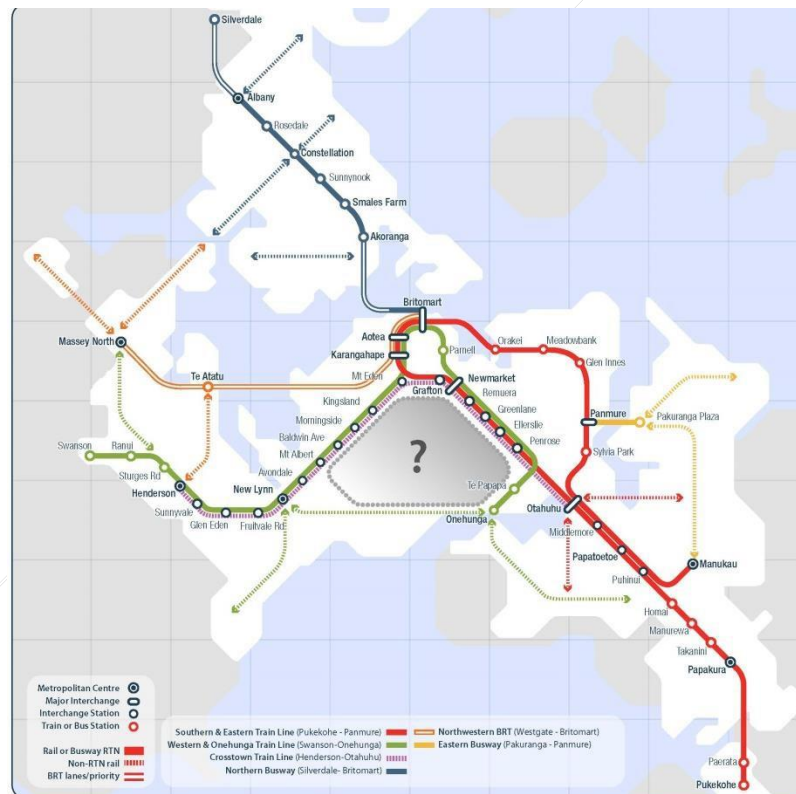 Silverdale
Albany
Rosedale
Constellation
Sunnynook
Smales Farm
Akoranga
Britomart
Aotea
Karangahape
Parnell
Orakei
Meadowbank
Glen Innes
Massey North
Te Atatu
Mt Eden
Grafton
Newmarket
Kingsland
Remuera
Greenlane
Ellerslie
Penrose
Panmure
Pakuranga Plaza
Morningside
Baldwin Ave
Mt Albert
Avondale
?
Sylvia Park
Swanson
Ranui
Sturges Rd
Henderson
New Lynn
Te Papapa
Sunnyvale
Glen Eden
Fruitvale Rd
Onehunga
Otahuhu
Middlemore
Papatoetoe
Puhinui
Manukau
Homai
Manurewa
Takanini
Papakura
Paerata
Pukekohe
Metropolitan Centre
Major Interchange
Interchange Station
Train or Bus Station
Rail or Busway RTN
Non-RTN rail
BRT lanes/priority
Southern & Eastern Train Line (Pukekohe - Panmure)
Western & Onehunga Train Line (Swanson-Onehunga)
Crosstown Train Line (Henderson-Otahuhu)
Northern Busway (Silverdale- Britomart)
Northwestern BRT (Westgate - Britomart)
Eastern Busway (Pakuranga - Panmure)